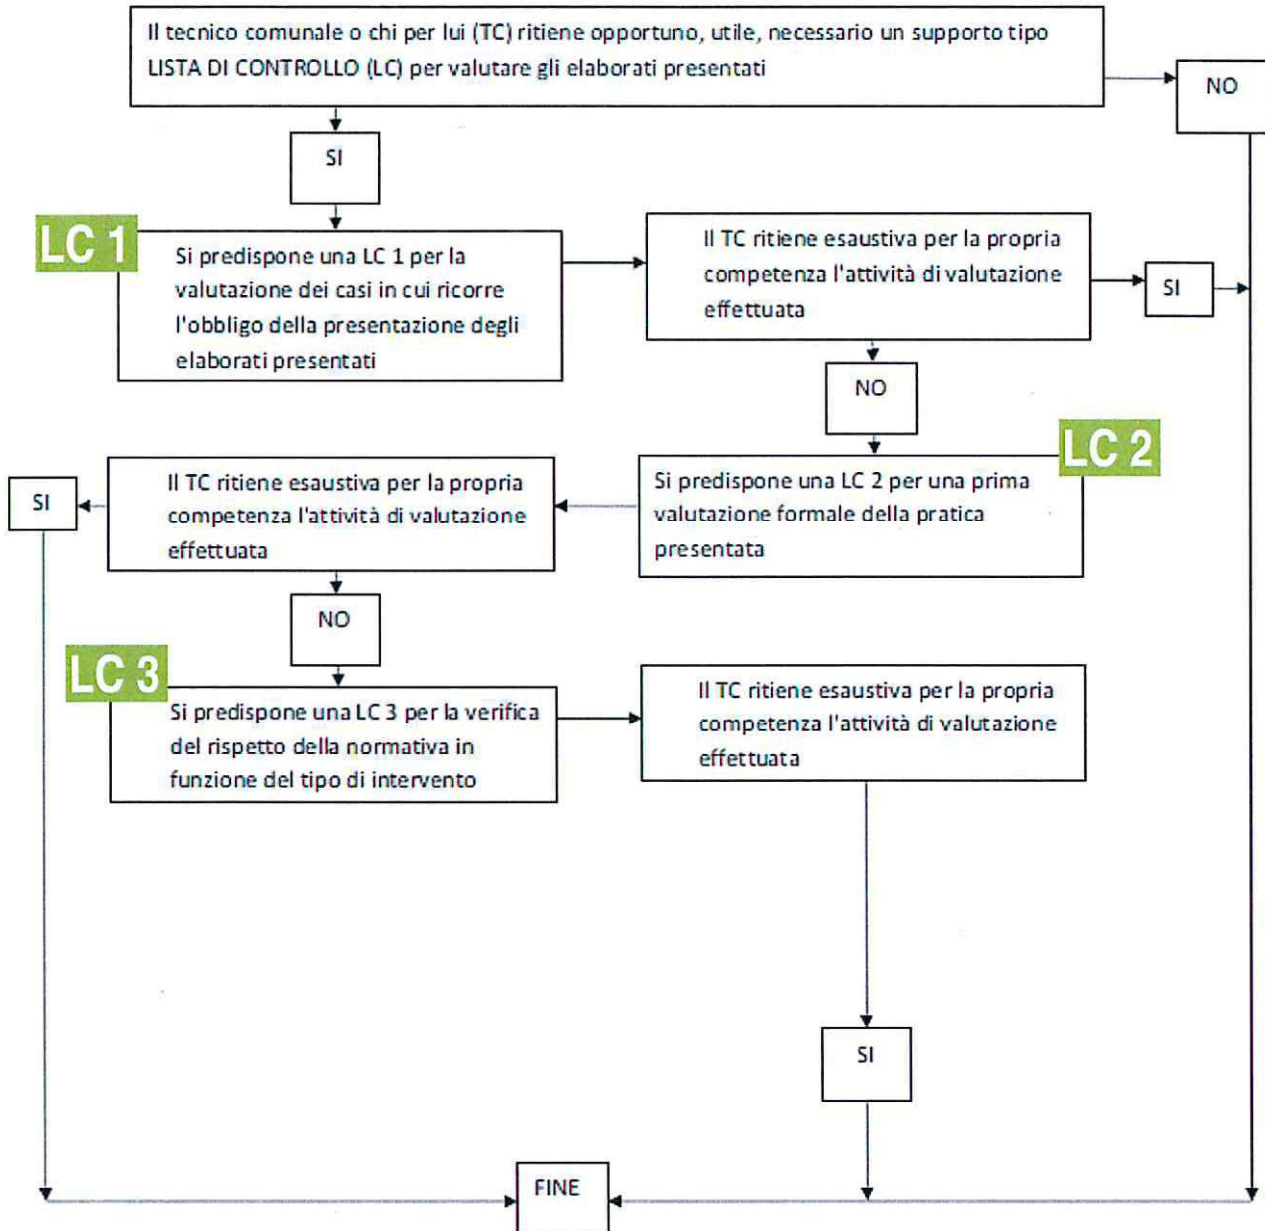 Il tecnico comunale o chi per lui (TC) ritiene opportuno, utile, necessario un supporto tipo
LISTA DI CONTROLLO (LC) per valutare gli elaborati presentati
NO
SI
LC 1
Si predispone una LC 1 per la
valutazione dei casi in cui ricorre
l'obbligo della presentazione degli
elaborati presentati
Il TC ritiene esaustiva per la propria
competenza l'attività di valutazione
effettuata
SI
NO
LC 2
Si predispone una LC 2 per una prima
valutazione formale della pratica
presentata
Il TC ritiene esaustiva per la propria
competenza l'attività di valutazione
effettuata
SI
NO
LC 3
Si predispone una LC 3 per la verifica
del rispetto della normativa in
funzione del tipo di intervento
Il TC ritiene esaustiva per la propria
competenza l'attività di valutazione
effettuata
SI
FINE